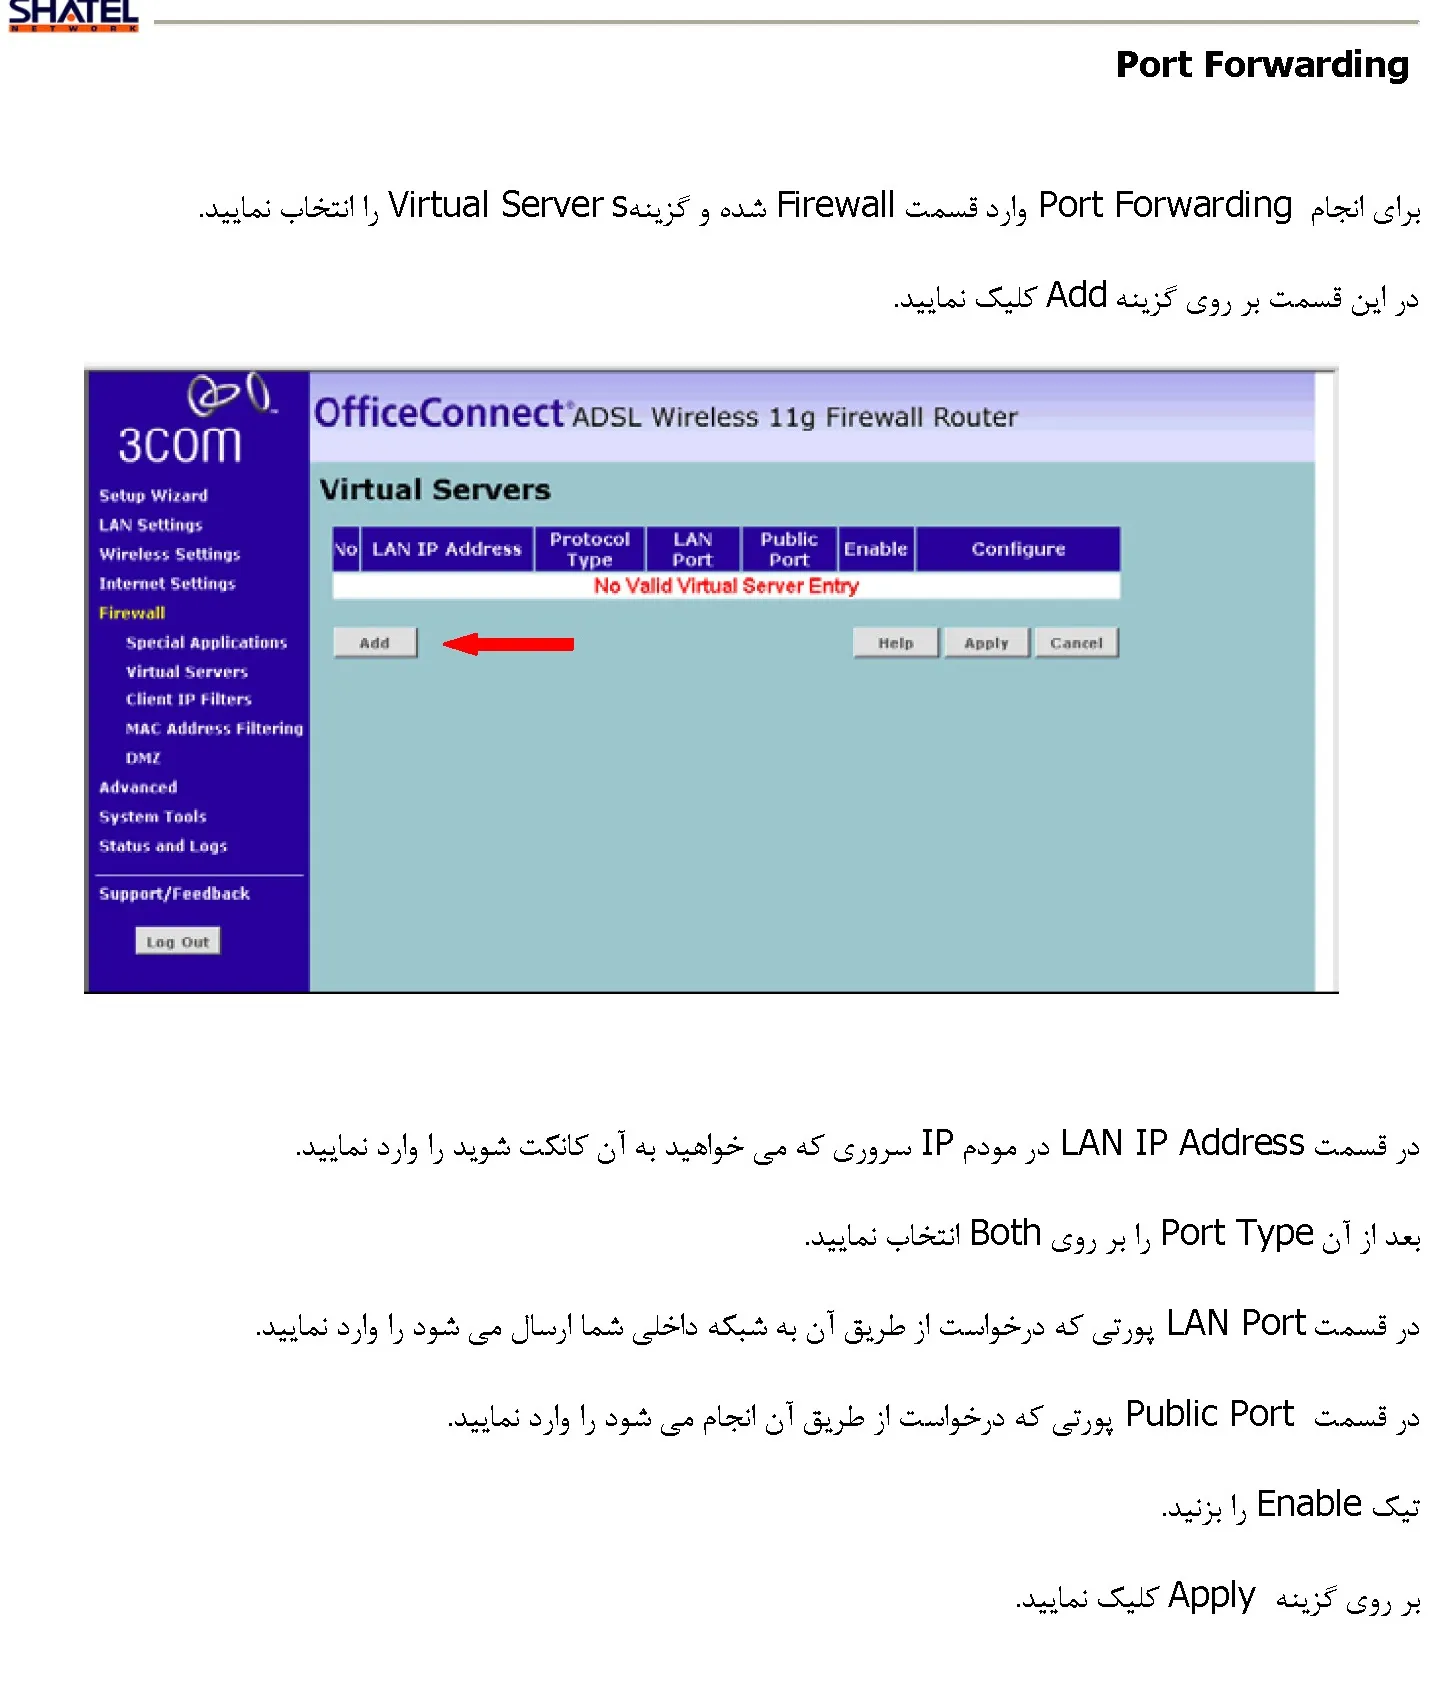 SHATEL
NETWORK
Port Forwarding
برای انجام Port Forwarding وارد قسمت Firewall شده و گزینه Virtual Server s را انتخاب نمایید.
در این قسمت بر روی گزینه Add کلیک نمایید.
3COM
OfficeConnect® ADSL Wireless 11g Firewall Router
Setup Wizard
LAN Settings
Wireless Settings
Internet Settings
Firewall
Special Applications
Virtual Servers
Client IP Filters
MAC Address Filtering
DMZ
Advanced
System Tools
Status and Logs
Support/Feedback
Log Out
Virtual Servers
No LAN IP Address Protocol Type LAN Port Public Port Enable Configure
No Valid Virtual Server Entry
Add Help Apply Cancel
در قسمت LAN IP Address در مودم IP سروری که می خواهید به آن کانکت شوید را وارد نمایید.
بعد از آن Port Type را بر روی Both انتخاب نمایید.
در قسمت LAN Port پورتی که درخواست از طریق آن به شبکه داخلی شما ارسال می شود را وارد نمایید.
در قسمت Public Port پورتی که درخواست از طریق آن انجام می شود را وارد نمایید.
تیک Enable را بزنید.
بر روی گزینه Apply کلیک نمایید.